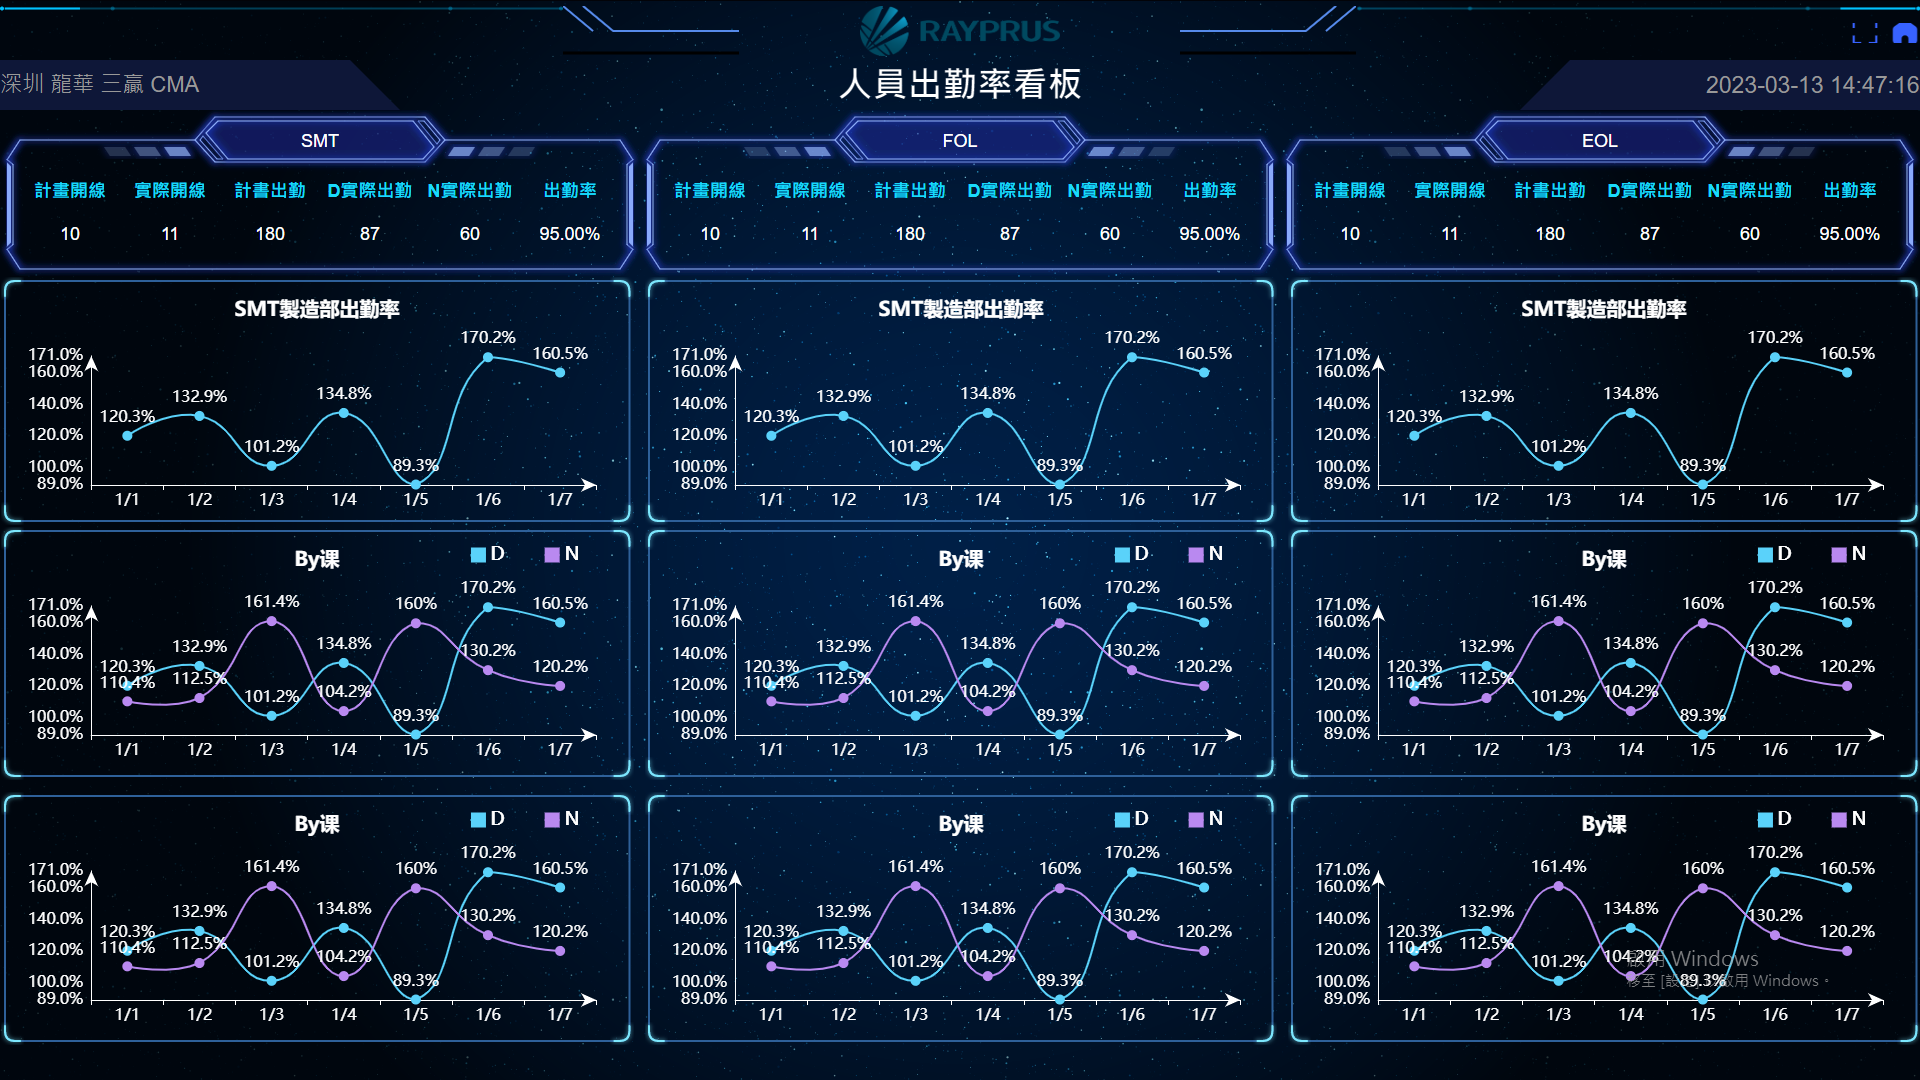 RAYPRUS
人員出勤率看板
深圳 龍華 三贏 CMA
2023-03-13 14:47:16
SMT
計畫開線 實際開線 計書出勤 D實際出勤 N實際出勤 出勤率
10 11 180 87 60 95.00%
FOL
計畫開線 實際開線 計書出勤 D實際出勤 N實際出勤 出勤率
10 11 180 87 60 95.00%
EOL
計畫開線 實際開線 計書出勤 D實際出勤 N實際出勤 出勤率
10 11 180 87 60 95.00%
SMT製造部出勤率
171.0%
160.0%
140.0%
120.0%
100.0%
89.0%
120.3% 132.9% 101.2% 134.8% 89.3% 170.2% 160.5%
1/1 1/2 1/3 1/4 1/5 1/6 1/7
SMT製造部出勤率
171.0%
160.0%
140.0%
120.0%
100.0%
89.0%
120.3% 132.9% 101.2% 134.8% 89.3% 170.2% 160.5%
1/1 1/2 1/3 1/4 1/5 1/6 1/7
SMT製造部出勤率
171.0%
160.0%
140.0%
120.0%
100.0%
89.0%
120.3% 132.9% 101.2% 134.8% 89.3% 170.2% 160.5%
1/1 1/2 1/3 1/4 1/5 1/6 1/7
By课 D N
171.0%
160.0%
140.0%
120.0%
100.0%
89.0%
120.3% 132.9% 101.2% 134.8% 89.3% 170.2% 160.5%
110.4% 112.5% 161.4% 104.2% 160% 130.2% 120.2%
1/1 1/2 1/3 1/4 1/5 1/6 1/7
By课 D N
171.0%
160.0%
140.0%
120.0%
100.0%
89.0%
120.3% 132.9% 101.2% 134.8% 89.3% 170.2% 160.5%
110.4% 112.5% 161.4% 104.2% 160% 130.2% 120.2%
1/1 1/2 1/3 1/4 1/5 1/6 1/7
By课 D N
171.0%
160.0%
140.0%
120.0%
100.0%
89.0%
120.3% 132.9% 101.2% 134.8% 89.3% 170.2% 160.5%
110.4% 112.5% 161.4% 104.2% 160% 130.2% 120.2%
1/1 1/2 1/3 1/4 1/5 1/6 1/7
By课 D N
171.0%
160.0%
140.0%
120.0%
100.0%
89.0%
120.3% 132.9% 101.2% 134.8% 89.3% 170.2% 160.5%
110.4% 112.5% 161.4% 104.2% 160% 130.2% 120.2%
1/1 1/2 1/3 1/4 1/5 1/6 1/7
By课 D N
171.0%
160.0%
140.0%
120.0%
100.0%
89.0%
120.3% 132.9% 101.2% 134.8% 89.3% 170.2% 160.5%
110.4% 112.5% 161.4% 104.2% 160% 130.2% 120.2%
1/1 1/2 1/3 1/4 1/5 1/6 1/7
By课 D N
171.0%
160.0%
140.0%
120.0%
100.0%
89.0%
120.3% 132.9% 101.2% 134.8% 89.3% 170.2% 160.5%
110.4% 112.5% 161.4% 104.2% 160% 130.2% 120.2%
1/1 1/2 1/3 1/4 1/5 1/6 1/7
啟用 Windows
移至 [設定] 以啟用 Windows。